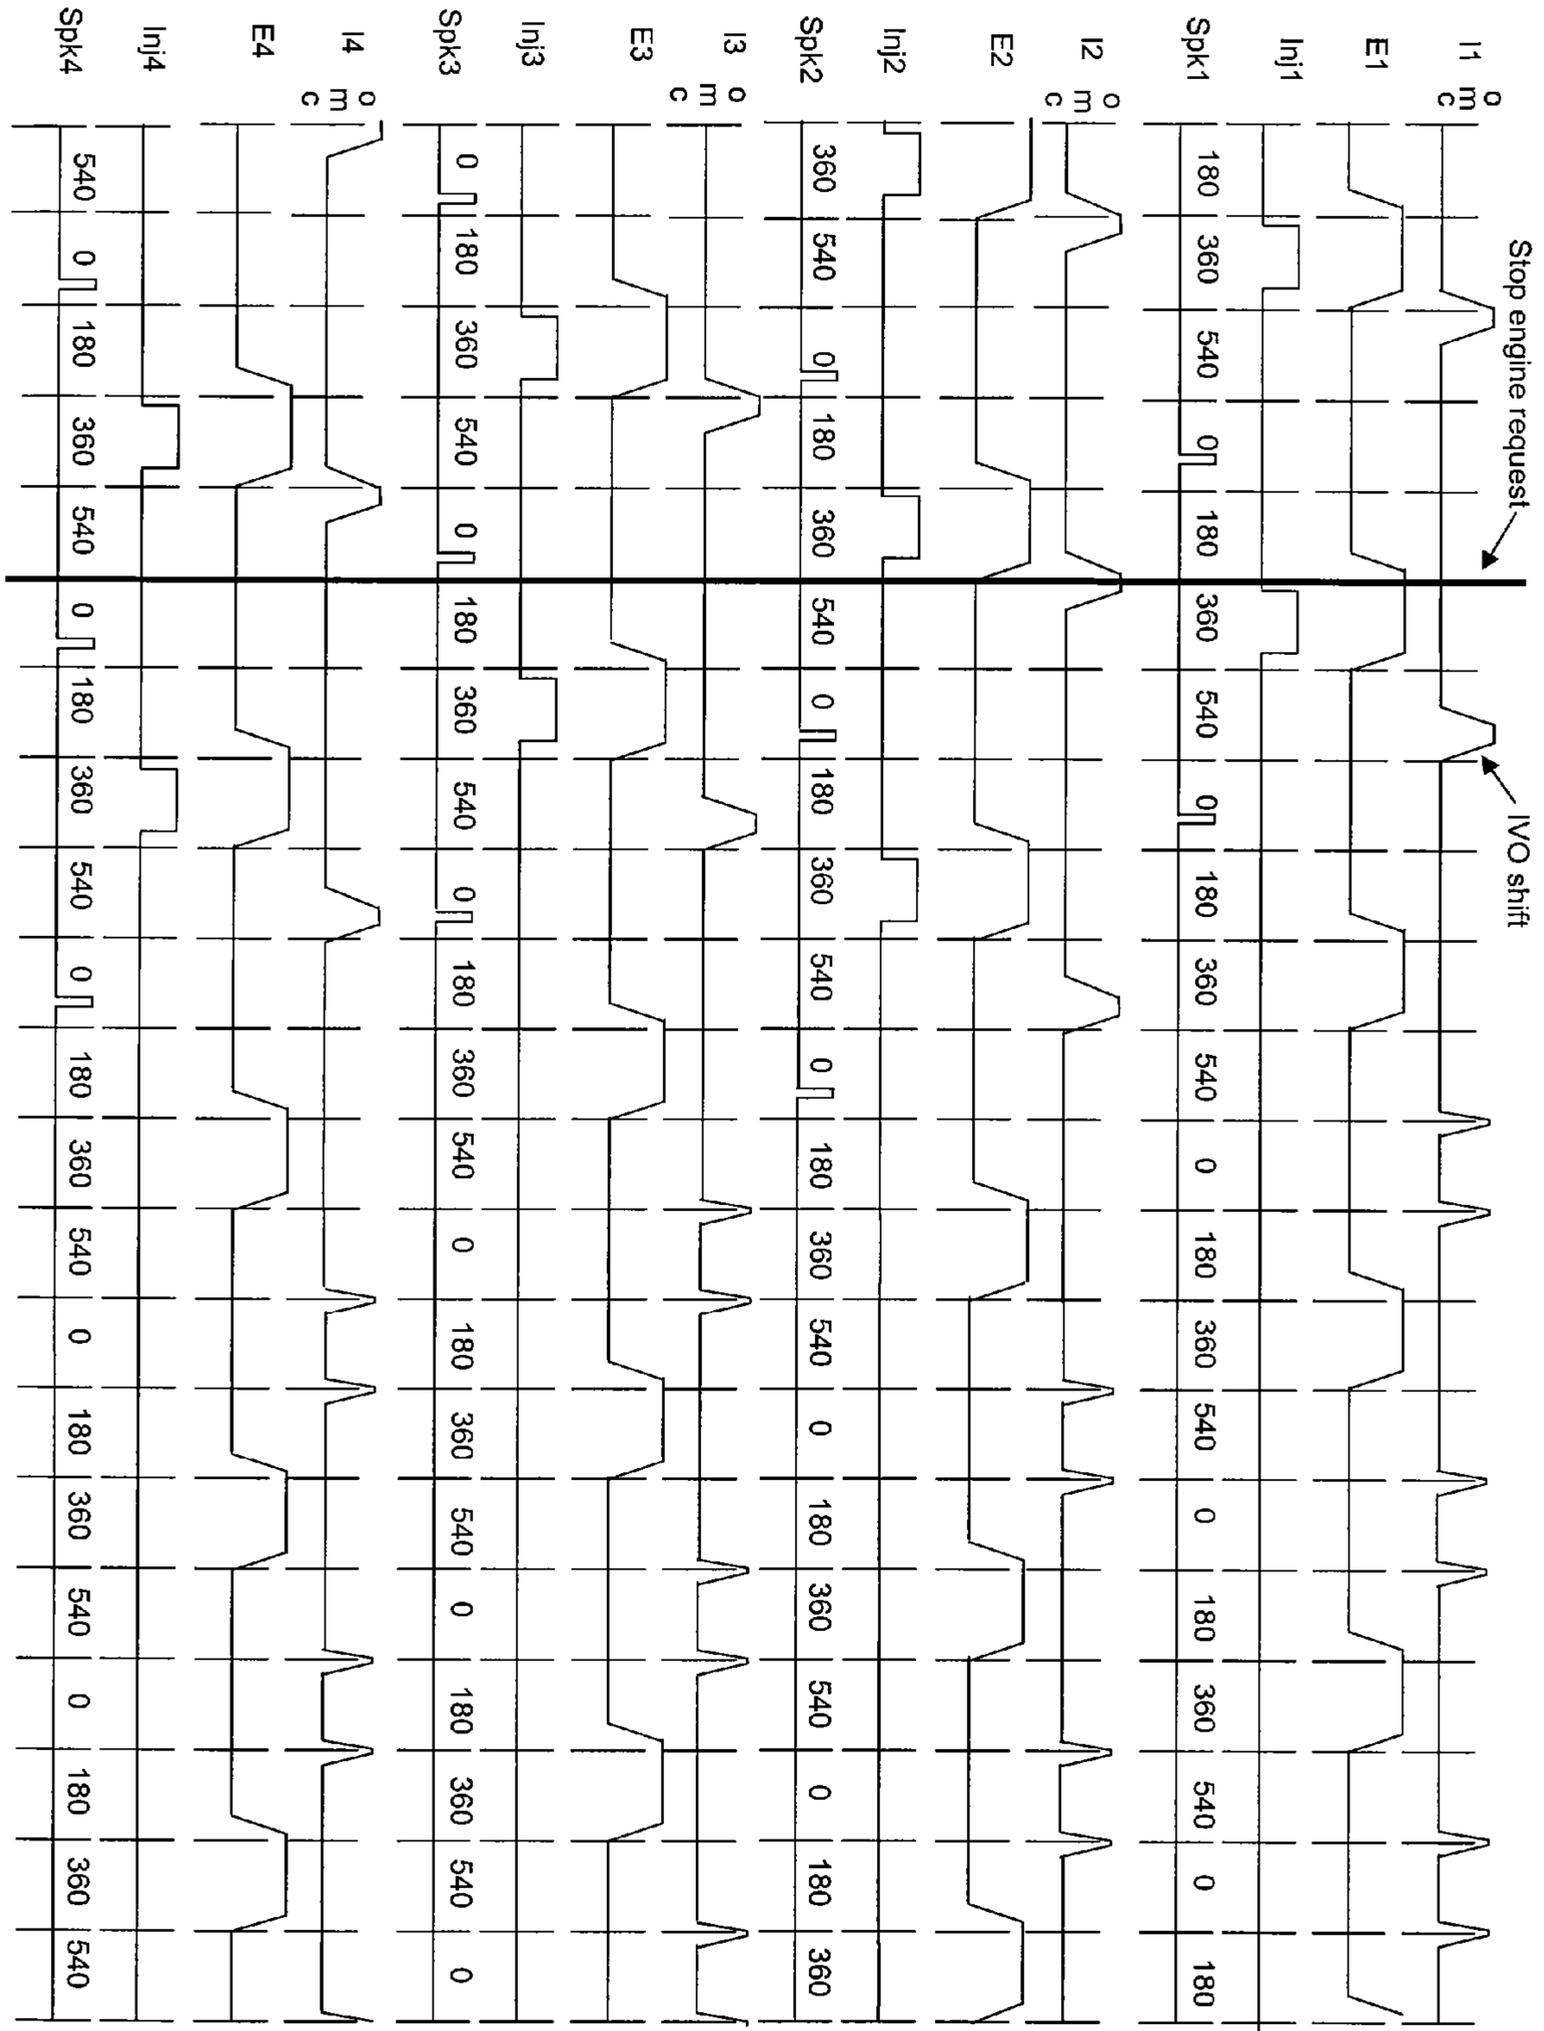 Stop engine request
IVO shift
I1
o
m
c
E1
Inj1
Spk1 180 360 540 0 180 360 540 0 180 360 540 0 180 360 540 0 180 360 540 0 180
I2
o
m
c
E2
Inj2
Spk2 360 540 0 180 360 540 0 180 360 540 0 180 360 540 0 180 360 540 0 180 360
I3
o
m
c
E3
Inj3
Spk3 0 180 360 540 0 180 360 540 0 180 360 540 0 180 360 540 0 180 360 540 0
I4
o
m
c
E4
Inj4
Spk4 540 0 180 360 540 0 180 360 540 0 180 360 540 0 180 360 540 0 180 360 540